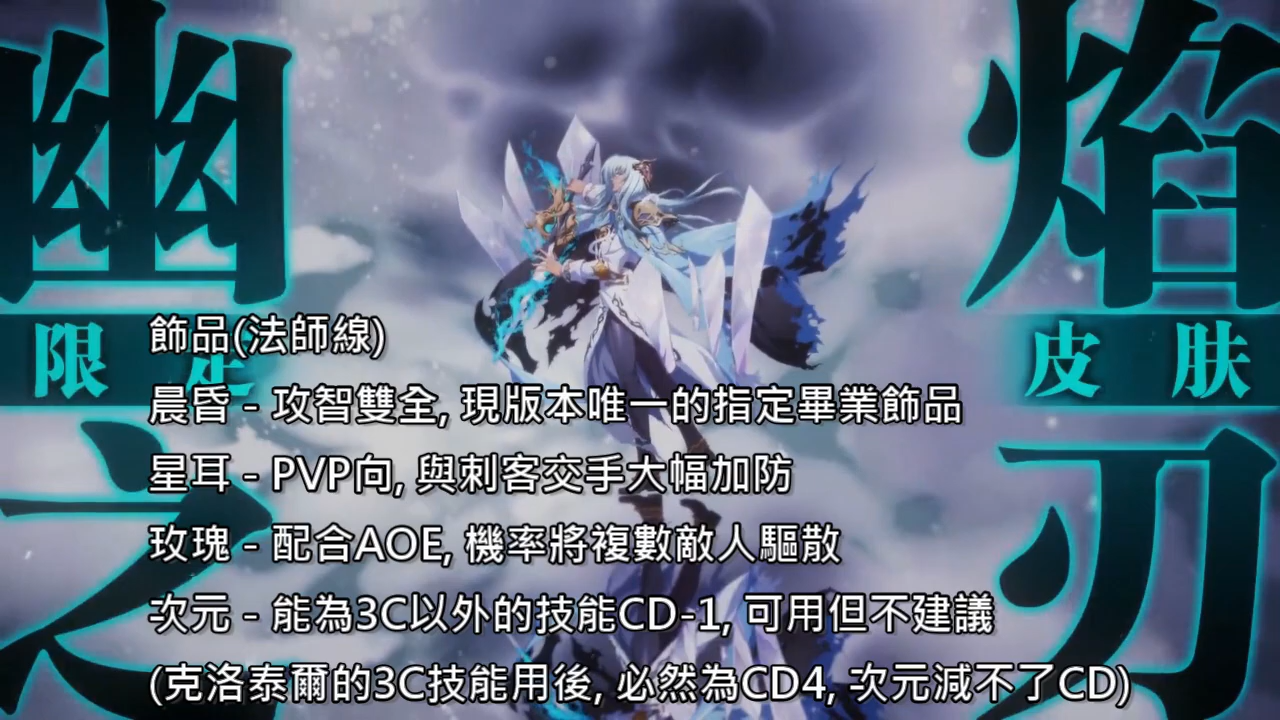 幽
焰
限定
皮肤
之
刃
飾品(法師線)
晨昏 - 攻智雙全, 現版本唯一的指定畢業飾品
星耳 - PVP向, 與刺客交手大幅加防
玫瑰 - 配合AOE, 機率將複數敵人驅散
次元 - 能為3C以外的技能CD-1, 可用但不建議
(克洛泰爾的3C技能用後, 必然為CD4, 次元減不了CD)